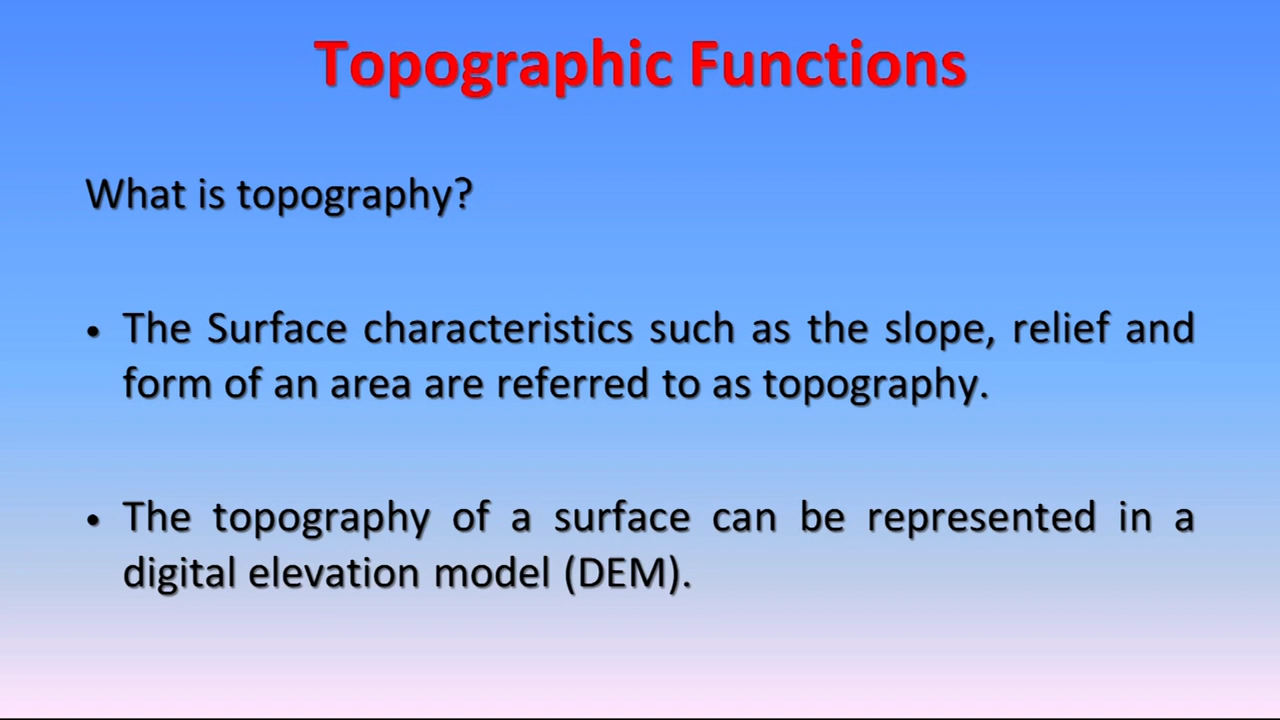 Topographic Functions
What is topography?
• The Surface characteristics such as the slope, relief and
form of an area are referred to as topography.
• The topography of a surface can be represented in a
digital elevation model (DEM).